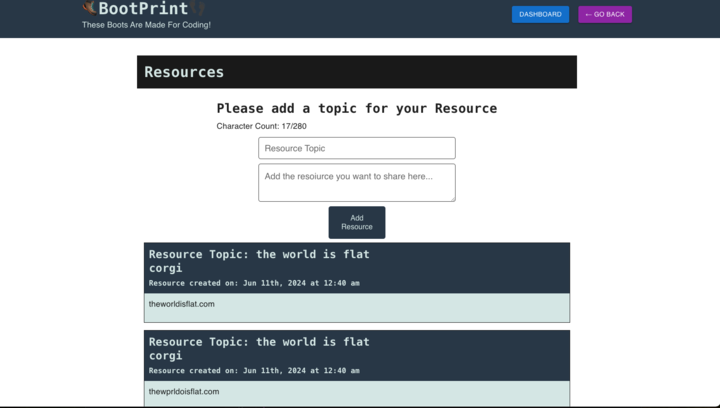 BootPrint
These Boots Are Made For Coding!
DASHBOARD
← GO BACK
Resources
Please add a topic for your Resource
Character Count: 17/280
Resource Topic
Add the resoiurce you want to share here...
Add
Resource
Resource Topic: the world is flat
corgi
Resource created on: Jun 11th, 2024 at 12:40 am
theworldisflat.com
Resource Topic: the world is flat
corgi
Resource created on: Jun 11th, 2024 at 12:40 am
thewprldoisflat.com